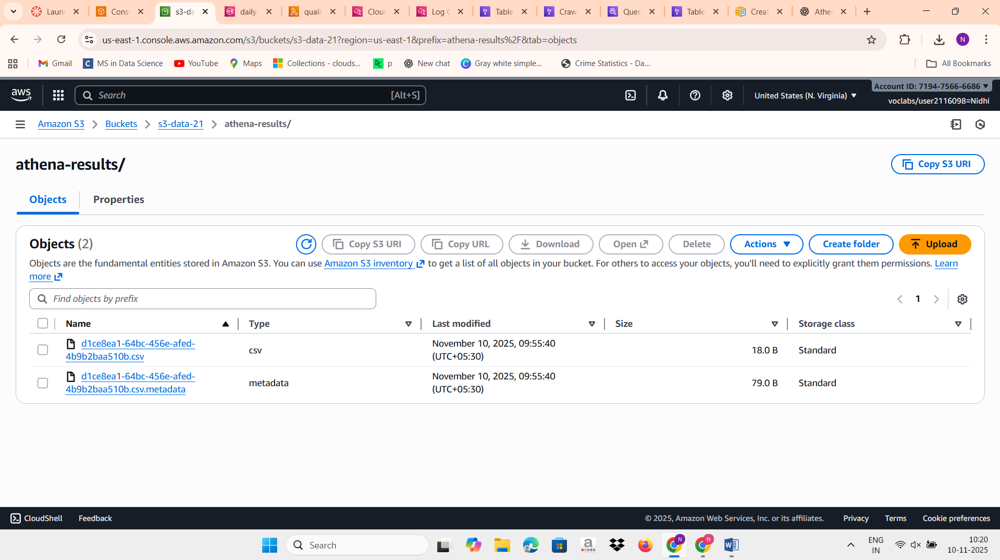 Laun
Cons
s3-da
daily-
quali
Clou
Log G
Table
Craw
Quer
Table
Creat
Athe
us-east-1.console.aws.amazon.com/s3/buckets/s3-data-21?region=us-east-1&prefix=athena-results%2F&tab=objects
N
Gmail
MS in Data Science
YouTube
Maps
Collections - clouds...
p
New chat
Gray white simple...
Crime Statistics - Da...
All Bookmarks
aws
Search
[Alt+S]
United States (N. Virginia)
Account ID: 7194-7566-6686
voclabs/user2116098=Nidhi
Amazon S3
Buckets
s3-data-21
athena-results/
athena-results/
Copy S3 URI
Objects
Properties
Objects (2)
Copy S3 URI
Copy URL
Download
Open
Delete
Actions
Create folder
Upload
Objects are the fundamental entities stored in Amazon S3. You can use Amazon S3 inventory to get a list of all objects in your bucket. For others to access your objects, you'll need to explicitly grant them permissions. Learn
more
Find objects by prefix
1
Name
Type
Last modified
Size
Storage class
d1ce8ea1-64bc-456e-afed-
4b9b2baa510b.csv
csv
November 10, 2025, 09:55:40
(UTC+05:30)
18.0 B
Standard
d1ce8ea1-64bc-456e-afed-
4b9b2baa510b.csv.metadata
metadata
November 10, 2025, 09:55:40
(UTC+05:30)
79.0 B
Standard
CloudShell
Feedback
© 2025, Amazon Web Services, Inc. or its affiliates.
Privacy
Terms
Cookie preferences
Search
a
N
N
W
ENG
IN
10:20
10-11-2025